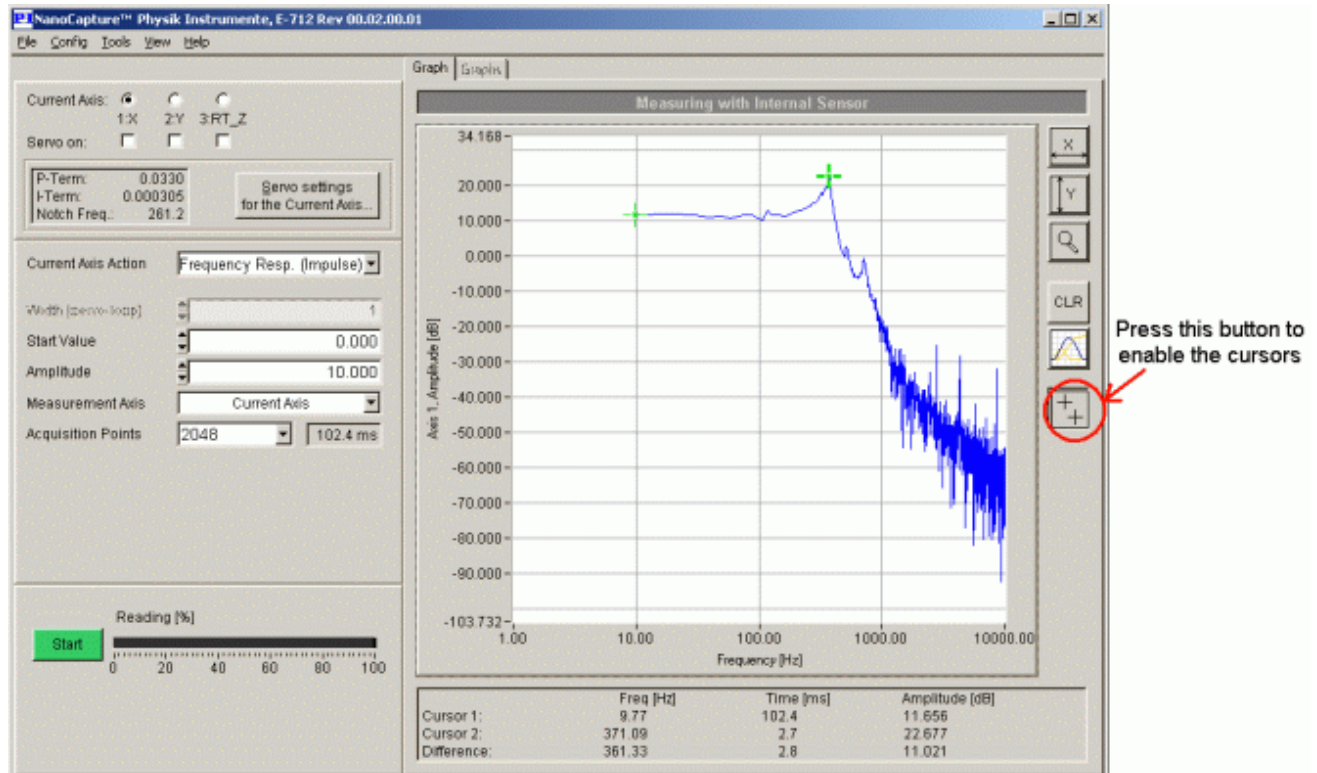 NanoCapture™ Physik Instrumente, E-712 Rev 00.02.00.01
File Config Tools View Help
Graph Graphs
Current Axis:
1:X 2:Y 3:RT_Z
Servo on:
P-Term: 0.0330
I-Term: 0.000305
Notch Freq.: 261.2
Servo settings
for the Current Axis...
Current Axis Action Frequency Resp. (Impulse)
Width [servo-loop] 1
Start Value 0.000
Amplitude 10.000
Measurement Axis Current Axis
Acquisition Points 2048 102.4 ms
Reading [%]
Start
0 20 40 60 80 100
Measuring with Internal Sensor
34.168
20.000
10.000
0.000
-10.000
-20.000
-30.000
-40.000
-50.000
-60.000
-70.000
-80.000
-90.000
-103.732
Axis 1, Amplitude [dB]
1.00 10.00 100.00 1000.00 10000.00
Frequency [Hz]
X
Y
CLR
Press this button to
enable the cursors
Freq [Hz] Time [ms] Amplitude [dB]
Cursor 1: 9.77 102.4 11.656
Cursor 2: 371.09 2.7 22.677
Difference: 361.33 2.8 11.021